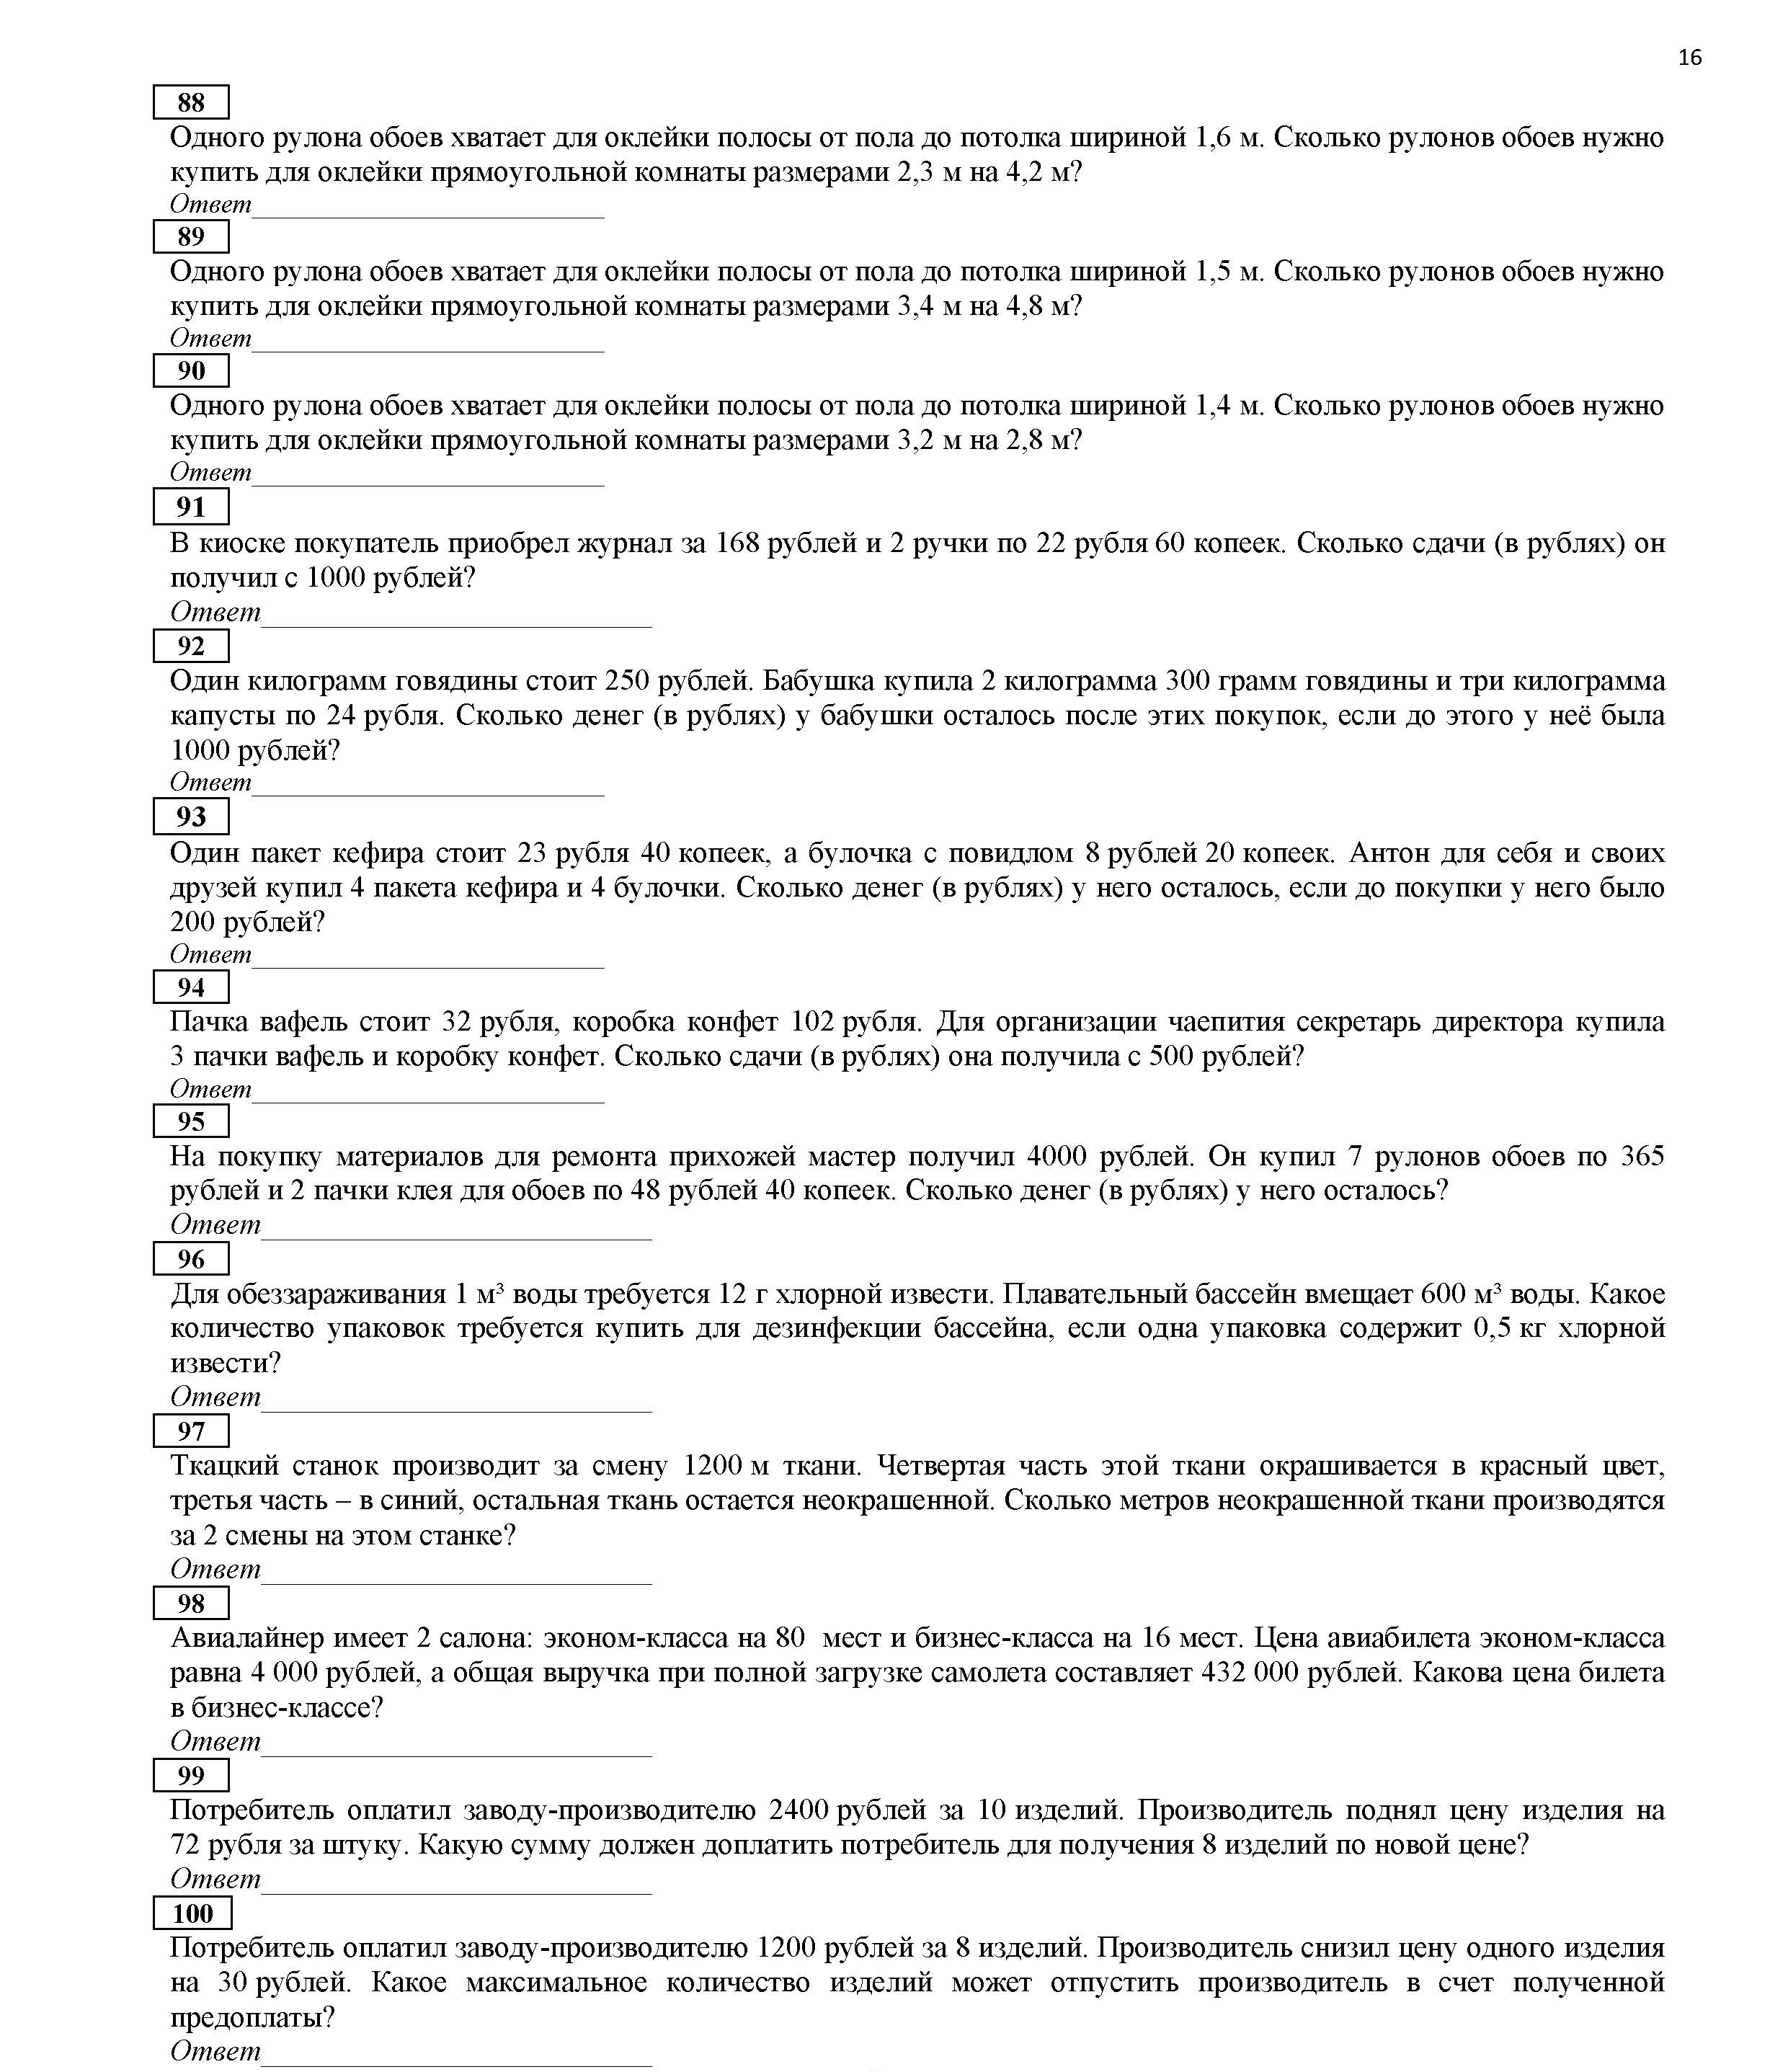 16
88
Одного рулона обоев хватает для оклейки полосы от пола до потолка шириной 1,6 м. Сколько рулонов обоев нужно
купить для оклейки прямоугольной комнаты размерами 2,3 м на 4,2 м?
Ответ
89
Одного рулона обоев хватает для оклейки полосы от пола до потолка шириной 1,5 м. Сколько рулонов обоев нужно
купить для оклейки прямоугольной комнаты размерами 3,4 м на 4,8 м?
Ответ
90
Одного рулона обоев хватает для оклейки полосы от пола до потолка шириной 1,4 м. Сколько рулонов обоев нужно
купить для оклейки прямоугольной комнаты размерами 3,2 м на 2,8 м?
Ответ
91
В киоске покупатель приобрел журнал за 168 рублей и 2 ручки по 22 рубля 60 копеек. Сколько сдачи (в рублях) он
получил с 1000 рублей?
Ответ
92
Один килограмм говядины стоит 250 рублей. Бабушка купила 2 килограмма 300 грамм говядины и три килограмма
капусты по 24 рубля. Сколько денег (в рублях) у бабушки осталось после этих покупок, если до этого у неё была
1000 рублей?
Ответ
93
Один пакет кефира стоит 23 рубля 40 копеек, а булочка с повидлом 8 рублей 20 копеек. Антон для себя и своих
друзей купил 4 пакета кефира и 4 булочки. Сколько денег (в рублях) у него осталось, если до покупки у него было
200 рублей?
Ответ
94
Пачка вафель стоит 32 рубля, коробка конфет 102 рубля. Для организации чаепития секретарь директора купила
3 пачки вафель и коробку конфет. Сколько сдачи (в рублях) она получила с 500 рублей?
Ответ
95
На покупку материалов для ремонта прихожей мастер получил 4000 рублей. Он купил 7 рулонов обоев по 365
рублей и 2 пачки клея для обоев по 48 рублей 40 копеек. Сколько денег (в рублях) у него осталось?
Ответ
96
Для обеззараживания 1 м³ воды требуется 12 г хлорной извести. Плавательный бассейн вмещает 600 м³ воды. Какое
количество упаковок требуется купить для дезинфекции бассейна, если одна упаковка содержит 0,5 кг хлорной
извести?
Ответ
97
Ткацкий станок производит за смену 1200 м ткани. Четвертая часть этой ткани окрашивается в красный цвет,
третья часть – в синий, остальная ткань остается неокрашенной. Сколько метров неокрашенной ткани производятся
за 2 смены на этом станке?
Ответ
98
Авиалайнер имеет 2 салона: эконом-класса на 80 мест и бизнес-класса на 16 мест. Цена авиабилета эконом-класса
равна 4 000 рублей, а общая выручка при полной загрузке самолета составляет 432 000 рублей. Какова цена билета
в бизнес-классе?
Ответ
99
Потребитель оплатил заводу-производителю 2400 рублей за 10 изделий. Производитель поднял цену изделия на
72 рубля за штуку. Какую сумму должен доплатить потребитель для получения 8 изделий по новой цене?
Ответ
100
Потребитель оплатил заводу-производителю 1200 рублей за 8 изделий. Производитель снизил цену одного изделия
на 30 рублей. Какое максимальное количество изделий может отпустить производитель в счет полученной
предоплаты?
Ответ